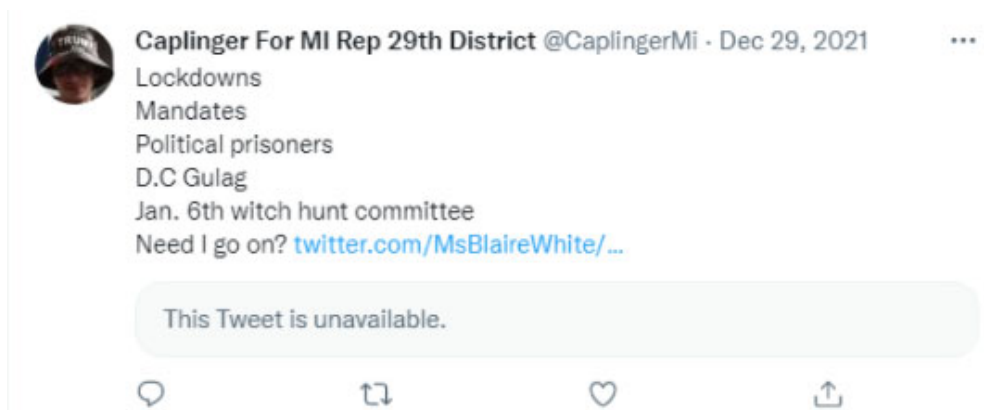 Caplinger For MI Rep 29th District @CaplingerMi · Dec 29, 2021
Lockdowns
Mandates
Political prisoners
D.C Gulag
Jan. 6th witch hunt committee
Need I go on? twitter.com/MsBlaireWhite/...
This Tweet is unavailable.